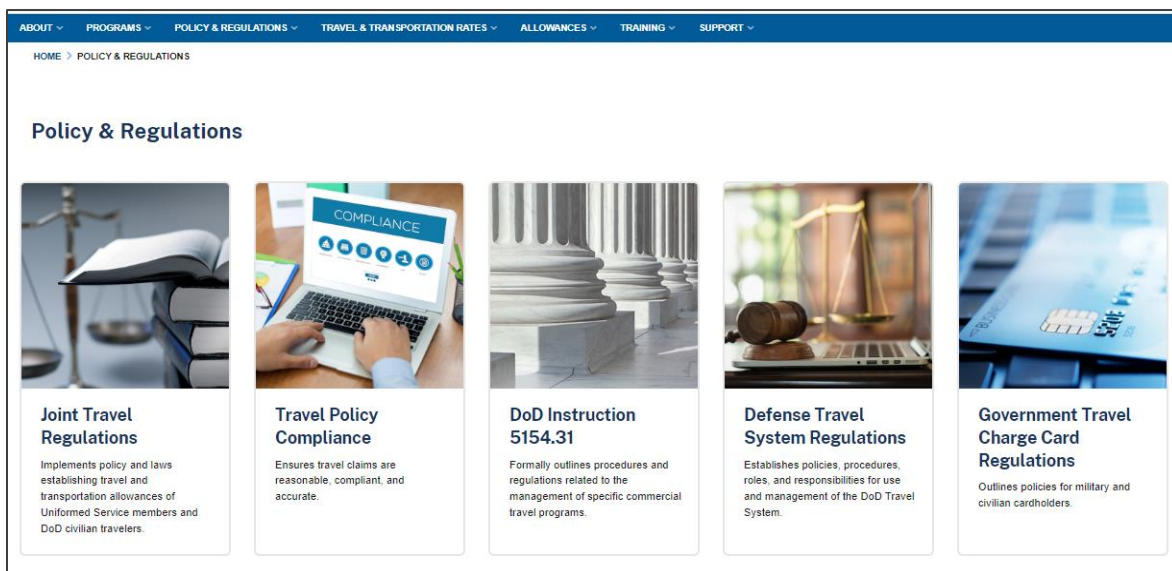 ABOUT PROGRAMS POLICY & REGULATIONS TRAVEL & TRANSPORTATION RATES ALLOWANCES TRAINING SUPPORT
HOME > POLICY & REGULATIONS
Policy & Regulations
COMPLIANCE
Joint Travel
Regulations
Implements policy and laws
establishing travel and
transportation allowances of
Uniformed Service members and
DoD civilian travelers.
Travel Policy
Compliance
Ensures travel claims are
reasonable, compliant, and
accurate.
DoD Instruction
5154.31
Formally outlines procedures and
regulations related to the
management of specific commercial
travel programs.
Defense Travel
System Regulations
Establishes policies, procedures,
roles, and responsibilities for use
and management of the DoD Travel
System.
BUSINESS
Government Travel
Charge Card
Regulations
Outlines policies for military and
civilian cardholders.